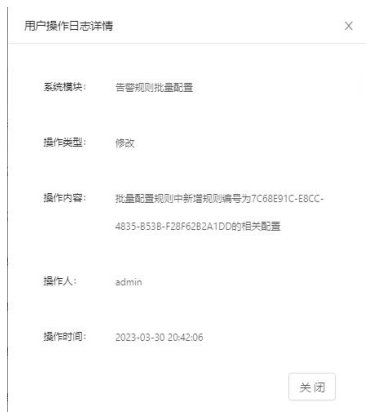 用户操作日志详情
系统模块： 告警规则批量配置
操作类型： 修改
操作内容： 批量配置规则中新增规则编号为7C68E91C-E8CC-
4835-B53B-F28F62B2A1DD的相关配置
操作人： admin
操作时间： 2023-03-30 20:42:06
关闭